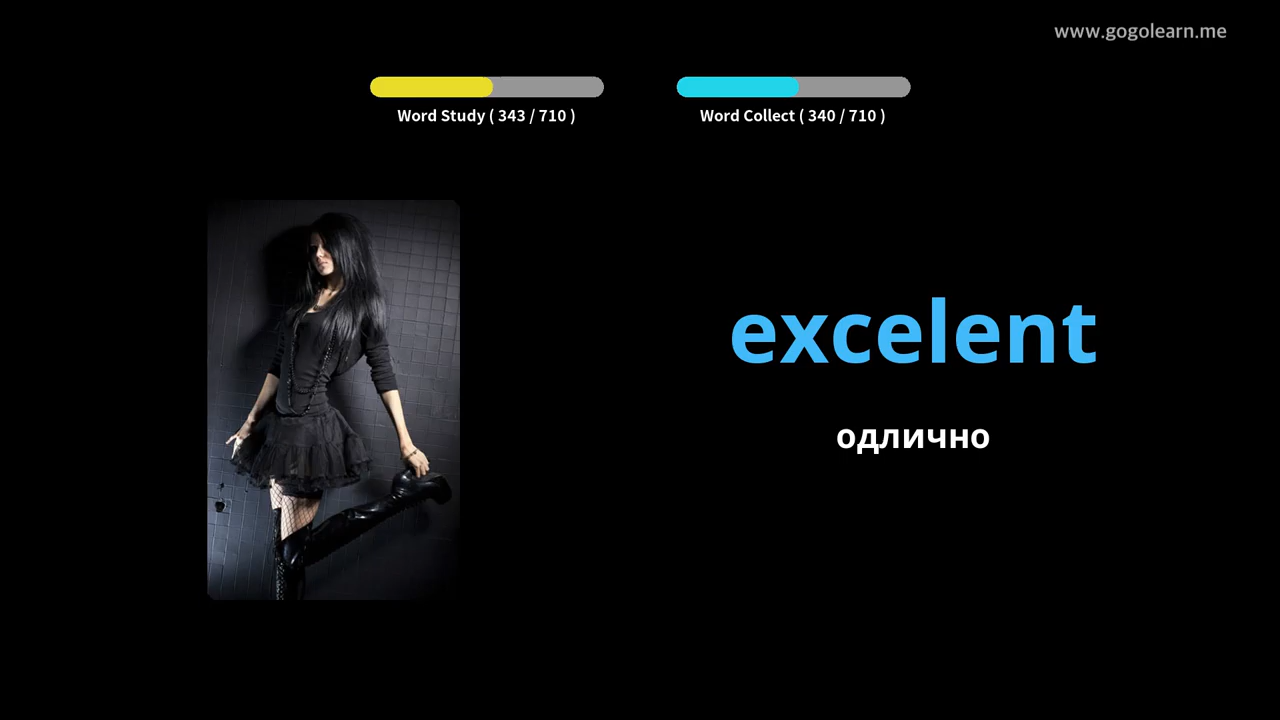 www.gogolearn.me
Word Study ( 343 / 710 )
Word Collect ( 340 / 710 )
excelent
одлично